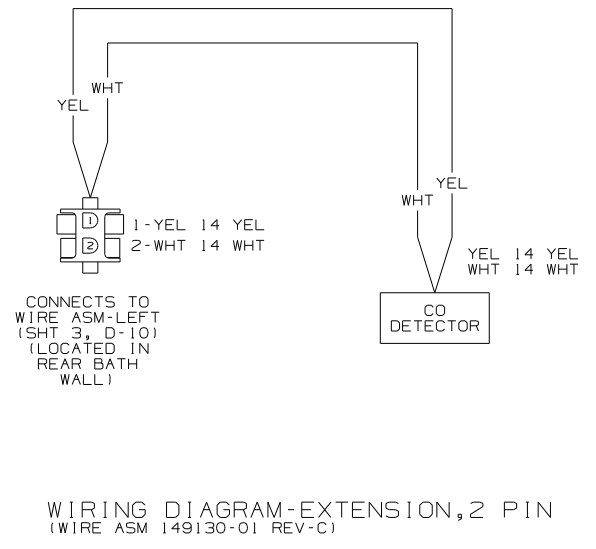 WHT
YEL
YEL
WHT
1
2
1-YEL 14 YEL
2-WHT 14 WHT
YEL 14 YEL
WHT 14 WHT
CO
DETECTOR
CONNECTS TO
WIRE ASM-LEFT
(SHT 3, D-10)
(LOCATED IN
REAR BATH
WALL)
WIRING DIAGRAM-EXTENSION,2 PIN
(WIRE ASM 149130-01 REV-C)